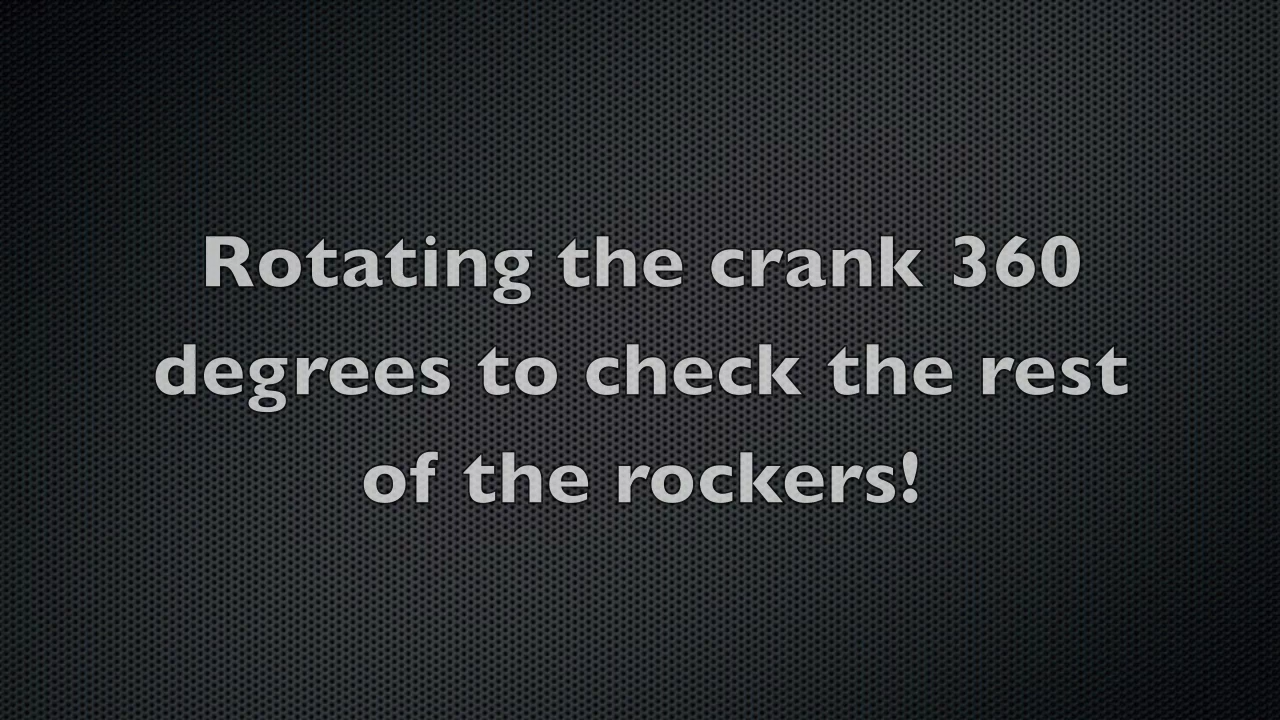 Rotating the crank 360
degrees to check the rest
of the rockers!